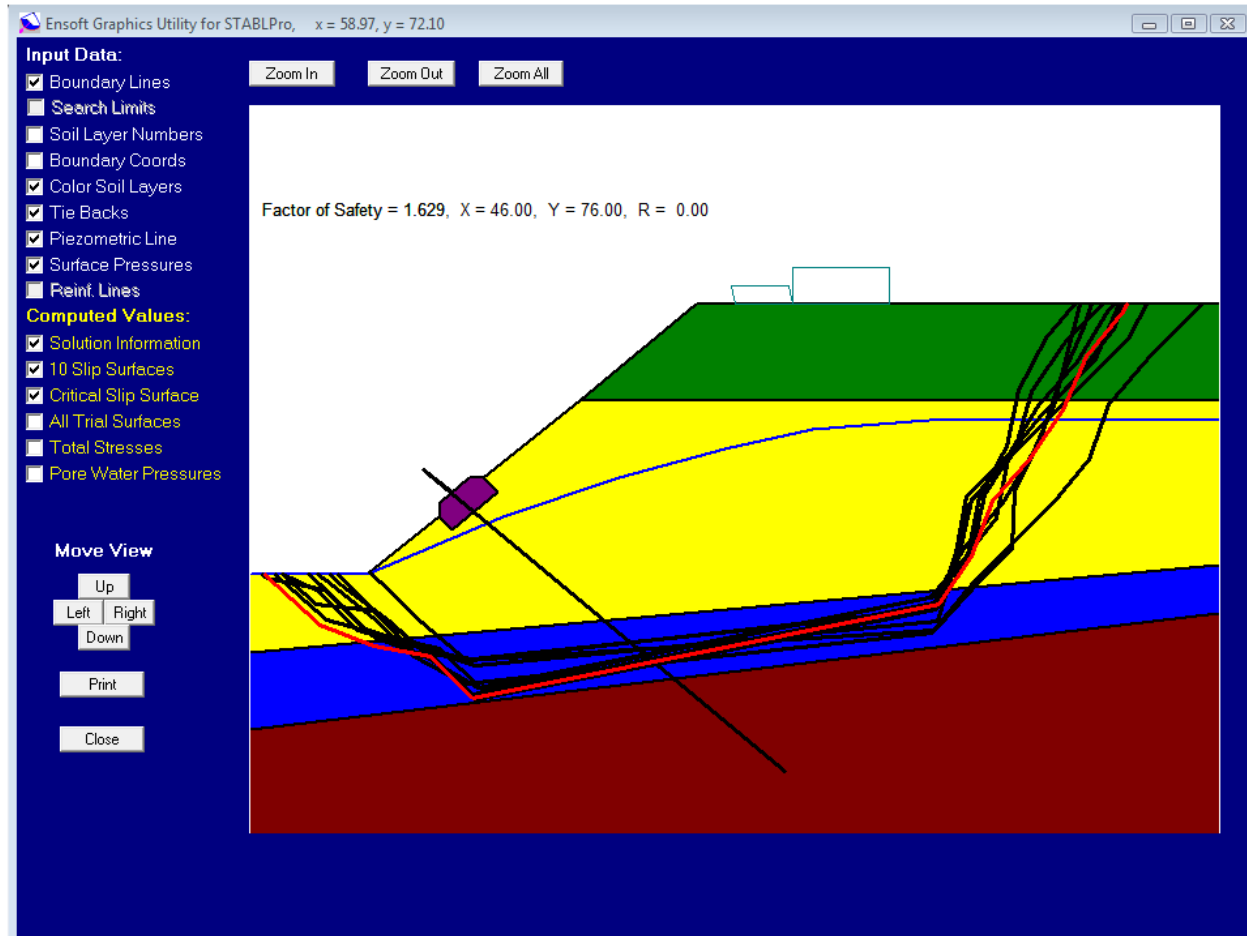 Ensoft Graphics Utility for STABLPro, x = 58.97, y = 72.10
Input Data:
Boundary Lines
Search Limits
Soil Layer Numbers
Boundary Coords
Color Soil Layers
Tie Backs
Piezometric Line
Surface Pressures
Reinf. Lines
Computed Values:
Solution Information
10 Slip Surfaces
Critical Slip Surface
All Trial Surfaces
Total Stresses
Pore Water Pressures
Move View
Up
Left Right
Down
Print
Close
Zoom In Zoom Out Zoom All
Factor of Safety = 1.629, X = 46.00, Y = 76.00, R = 0.00